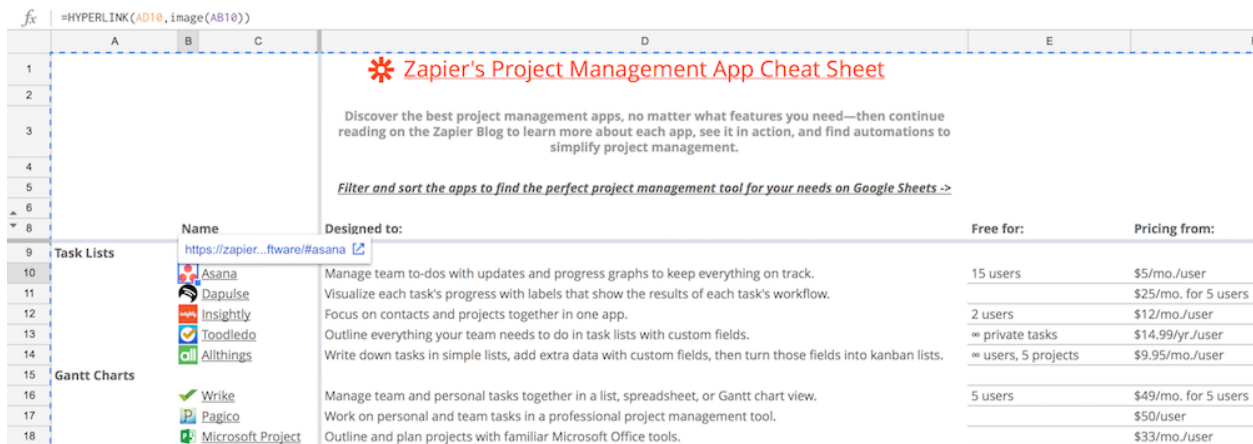 fx =HYPERLINK(AD10,image(AB10))
A B C D E
1 Zapier's Project Management App Cheat Sheet
2
3 Discover the best project management apps, no matter what features you need—then continue
reading on the Zapier Blog to learn more about each app, see it in action, and find automations to
simplify project management.
4
5 Filter and sort the apps to find the perfect project management tool for your needs on Google Sheets ->
6
8 Name Designed to: Free for: Pricing from:
https://zapier...ftware/#asana
9 Task Lists
10 Asana Manage team to-dos with updates and progress graphs to keep everything on track. 15 users $5/mo./user
11 Dapulse Visualize each task's progress with labels that show the results of each task's workflow. $25/mo. for 5 users
12 Insightly Focus on contacts and projects together in one app. 2 users $12/mo./user
13 Toodledo Outline everything your team needs to do in task lists with custom fields. ∞ private tasks $14.99/yr./user
14 all Allthings Write down tasks in simple lists, add extra data with custom fields, then turn those fields into kanban lists. ∞ users, 5 projects $9.95/mo./user
15 Gantt Charts
16 Wrike Manage team and personal tasks together in a list, spreadsheet, or Gantt chart view. 5 users $49/mo. for 5 users
17 Pagico Work on personal and team tasks in a professional project management tool. $50/user
18 Microsoft Project Outline and plan projects with familiar Microsoft Office tools. $33/mo./user